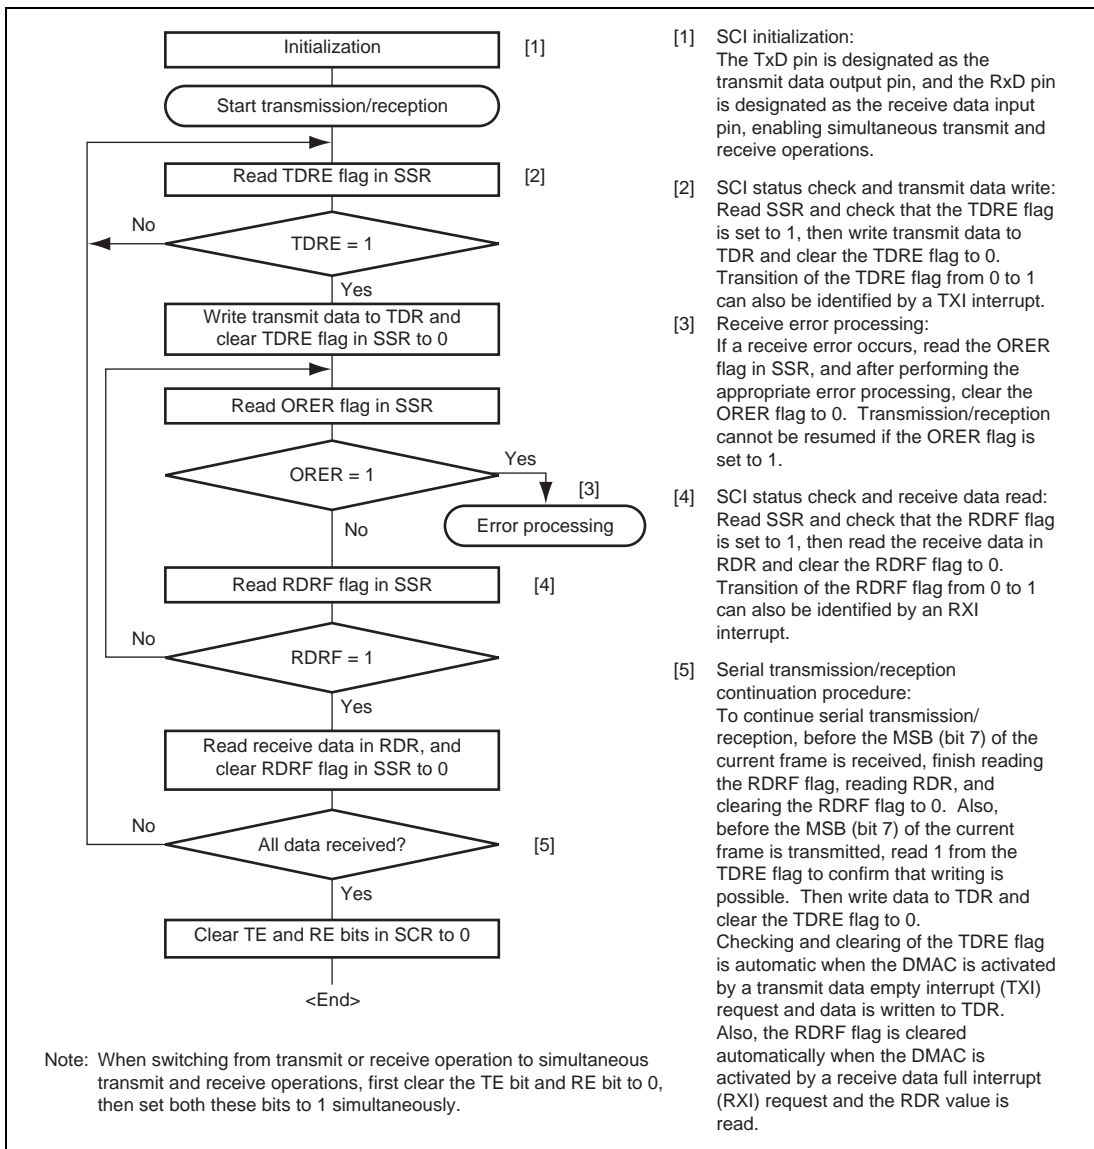 Initialization
[1]
Start transmission/reception
Read TDRE flag in SSR
[2]
No
TDRE = 1
Yes
Write transmit data to TDR and
clear TDRE flag in SSR to 0
Read ORER flag in SSR
ORER = 1
Yes
[3]
Error processing
No
Read RDRF flag in SSR
[4]
No
RDRF = 1
Yes
Read receive data in RDR, and
clear RDRF flag in SSR to 0
No
All data received?
[5]
Yes
Clear TE and RE bits in SCR to 0
<End>
[1] SCI initialization:
The TxD pin is designated as the
transmit data output pin, and the RxD pin
is designated as the receive data input
pin, enabling simultaneous transmit and
receive operations.
[2] SCI status check and transmit data write:
Read SSR and check that the TDRE flag
is set to 1, then write transmit data to
TDR and clear the TDRE flag to 0.
Transition of the TDRE flag from 0 to 1
can also be identified by a TXI interrupt.
[3] Receive error processing:
If a receive error occurs, read the ORER
flag in SSR, and after performing the
appropriate error processing, clear the
ORER flag to 0. Transmission/reception
cannot be resumed if the ORER flag is
set to 1.
[4] SCI status check and receive data read:
Read SSR and check that the RDRF flag
is set to 1, then read the receive data in
RDR and clear the RDRF flag to 0.
Transition of the RDRF flag from 0 to 1
can also be identified by an RXI
interrupt.
[5] Serial transmission/reception
continuation procedure:
To continue serial transmission/
reception, before the MSB (bit 7) of the
current frame is received, finish reading
the RDRF flag, reading RDR, and
clearing the RDRF flag to 0. Also,
before the MSB (bit 7) of the current
frame is transmitted, read 1 from the
TDRE flag to confirm that writing is
possible. Then write data to TDR and
clear the TDRE flag to 0.
Checking and clearing of the TDRE flag
is automatic when the DMAC is activated
by a transmit data empty interrupt (TXI)
request and data is written to TDR.
Also, the RDRF flag is cleared
automatically when the DMAC is
activated by a receive data full interrupt
(RXI) request and the RDR value is
read.
Note: When switching from transmit or receive operation to simultaneous
transmit and receive operations, first clear the TE bit and RE bit to 0,
then set both these bits to 1 simultaneously.